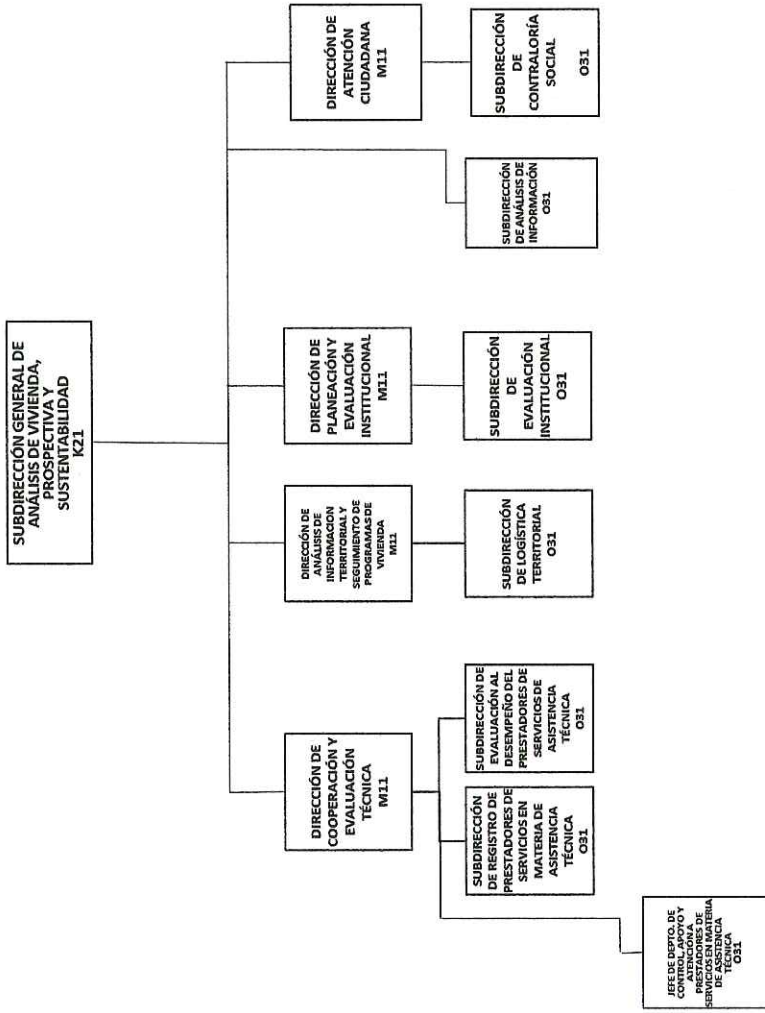 SUBDIRECCIÓN GENERAL DE
ANÁLISIS DE VIVIENDA,
PROSPECTIVA Y
SUSTENTABILIDAD
K21
DIRECCIÓN DE
COOPERACIÓN Y
EVALUACIÓN
TÉCNICA
M11
DIRECCIÓN DE
ANÁLISIS DE
INFORMACION
TERRITORIAL Y
SEGUIMIENTO DE
PROGRAMAS DE
VIVIENDA
M11
DIRECCIÓN DE
PLANEACIÓN Y
EVALUACIÓN
INSTITUCIONAL
M11
DIRECCIÓN DE
ATENCIÓN
CIUDADANA
M11
SUBDIRECCIÓN
DE REGISTRO DE
PRESTADORES DE
SERVICIOS EN
MATERIA DE
ASISTENCIA
TÉCNICA
O31
SUBDIRECCIÓN DE
EVALUACIÓN AL
DESEMPEÑO DEL
PRESTADORES DE
SERVICIOS DE
ASISTENCIA
TÉCNICA
O31
SUBDIRECCIÓN
DE LOGÍSTICA
TERRITORIAL
O31
SUBDIRECCIÓN
DE
EVALUACIÓN
INSTITUCIONAL
O31
SUBDIRECCIÓN
DE ANÁLISIS DE
INFORMACIÓN
O31
SUBDIRECCIÓN
DE
CONTRALORÍA
SOCIAL
O31
JEFE DE DEPTO. DE
CONTROL, APOYO Y
ATENCIÓN A
PRESTADORES DE
SERVICIOS EN MATERIA
DE ASISTENCIA
TÉCNICA
O31